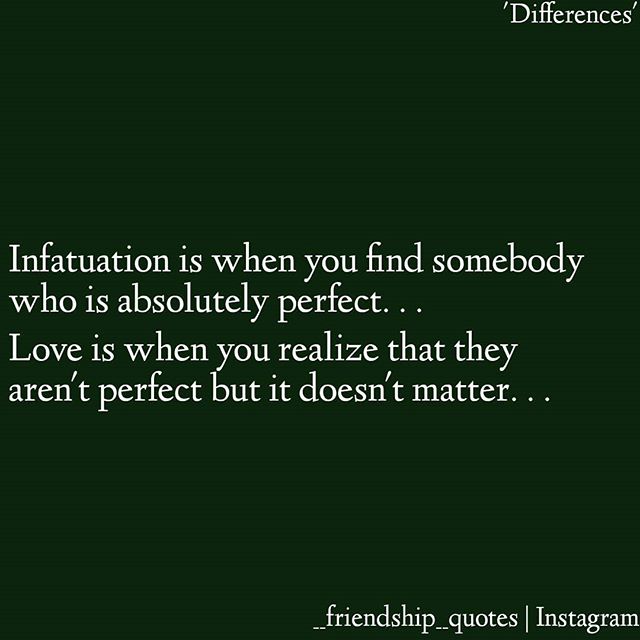 'Differences'
Infatuation is when you find somebody
who is absolutely perfect. . .
Love is when you realize that they
aren't perfect but it doesn't matter. . .
__friendship__quotes | Instagram